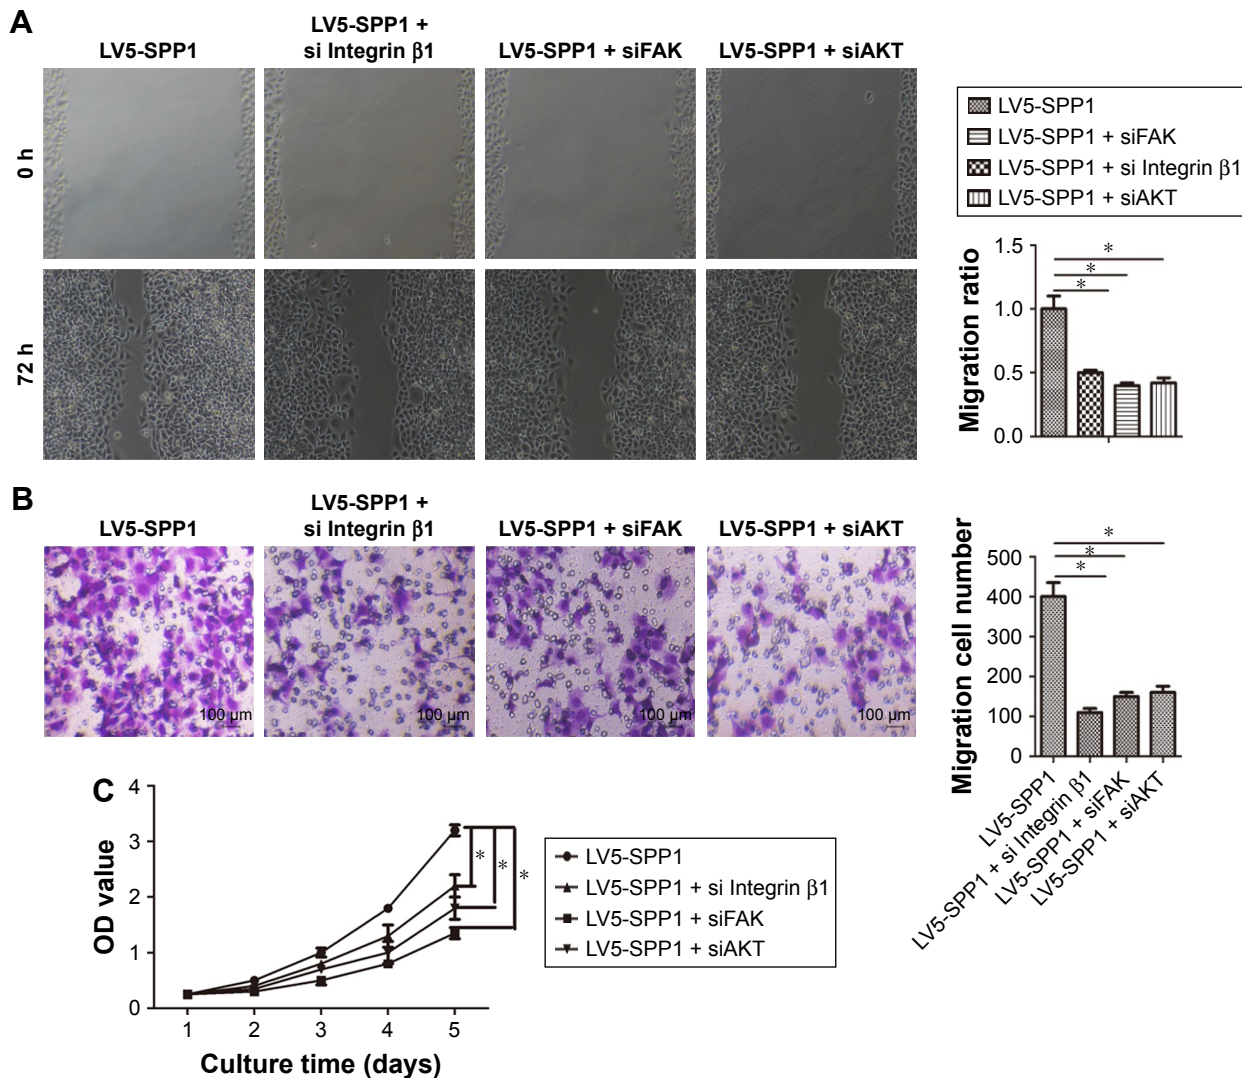 A
LV5-SPP1
LV5-SPP1 +
si Integrin β1
LV5-SPP1 + siFAK
LV5-SPP1 + siAKT
0 h
72 h
LV5-SPP1
LV5-SPP1 + siFAK
LV5-SPP1 + si Integrin β1
LV5-SPP1 + siAKT
Migration ratio
1.5
1.0
0.5
0.0
*
*
*
B
LV5-SPP1
LV5-SPP1 +
si Integrin β1
LV5-SPP1 + siFAK
LV5-SPP1 + siAKT
100 µm
100 µm
100 µm
100 µm
Migration cell number
500
400
300
200
100
0
*
*
*
LV5-SPP1
LV5-SPP1 + si Integrin β1
LV5-SPP1 + siFAK
LV5-SPP1 + siAKT
C
OD value
4
3
2
1
0
1
2
3
4
5
Culture time (days)
*
*
*
LV5-SPP1
LV5-SPP1 + si Integrin β1
LV5-SPP1 + siFAK
LV5-SPP1 + siAKT